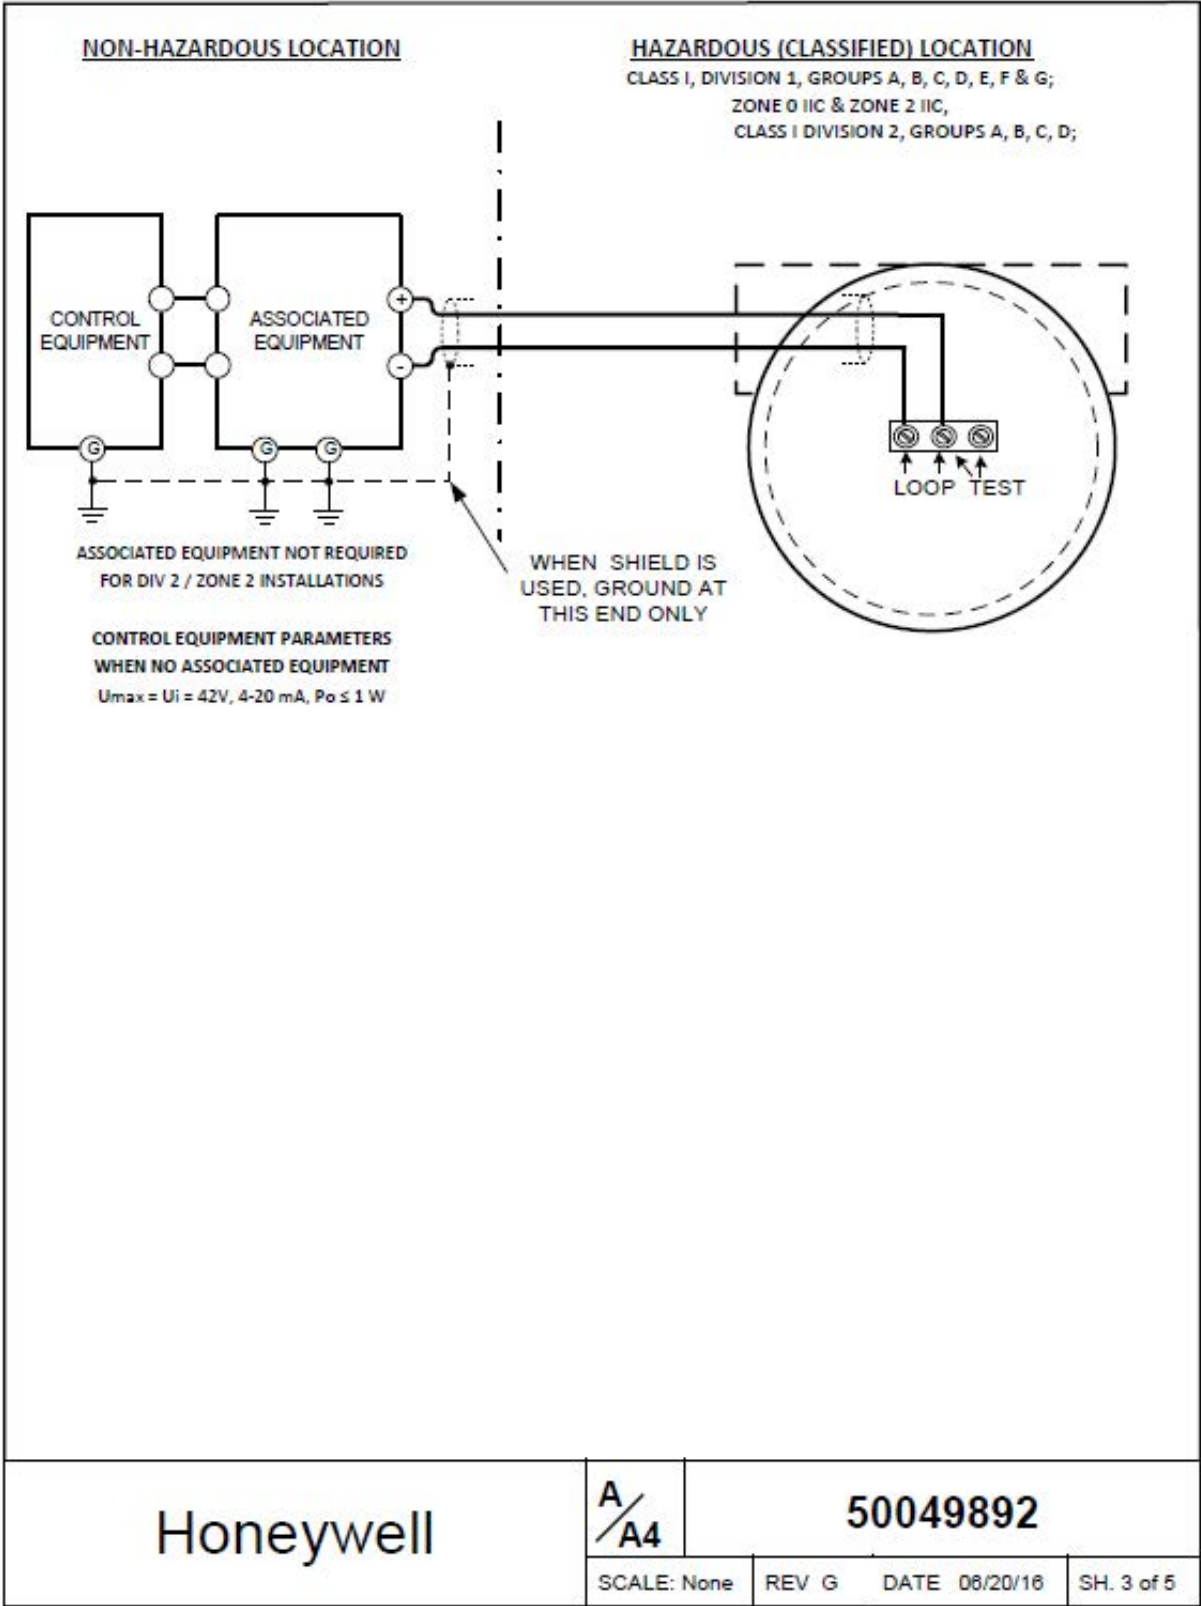 NON-HAZARDOUS LOCATION
HAZARDOUS (CLASSIFIED) LOCATION
CLASS I, DIVISION 1, GROUPS A, B, C, D, E, F & G;
ZONE 0 IIC & ZONE 2 IIC,
CLASS I DIVISION 2, GROUPS A, B, C, D;
CONTROL
EQUIPMENT
ASSOCIATED
EQUIPMENT
+
-
G
G
G
LOOP TEST
ASSOCIATED EQUIPMENT NOT REQUIRED
FOR DIV 2 / ZONE 2 INSTALLATIONS
WHEN SHIELD IS
USED, GROUND AT
THIS END ONLY
CONTROL EQUIPMENT PARAMETERS
WHEN NO ASSOCIATED EQUIPMENT
Umax = Ui = 42V, 4-20 mA, Po ≤ 1 W
Honeywell
A/A4
50049892
SCALE: None
REV G
DATE 06/20/16
SH. 3 of 5